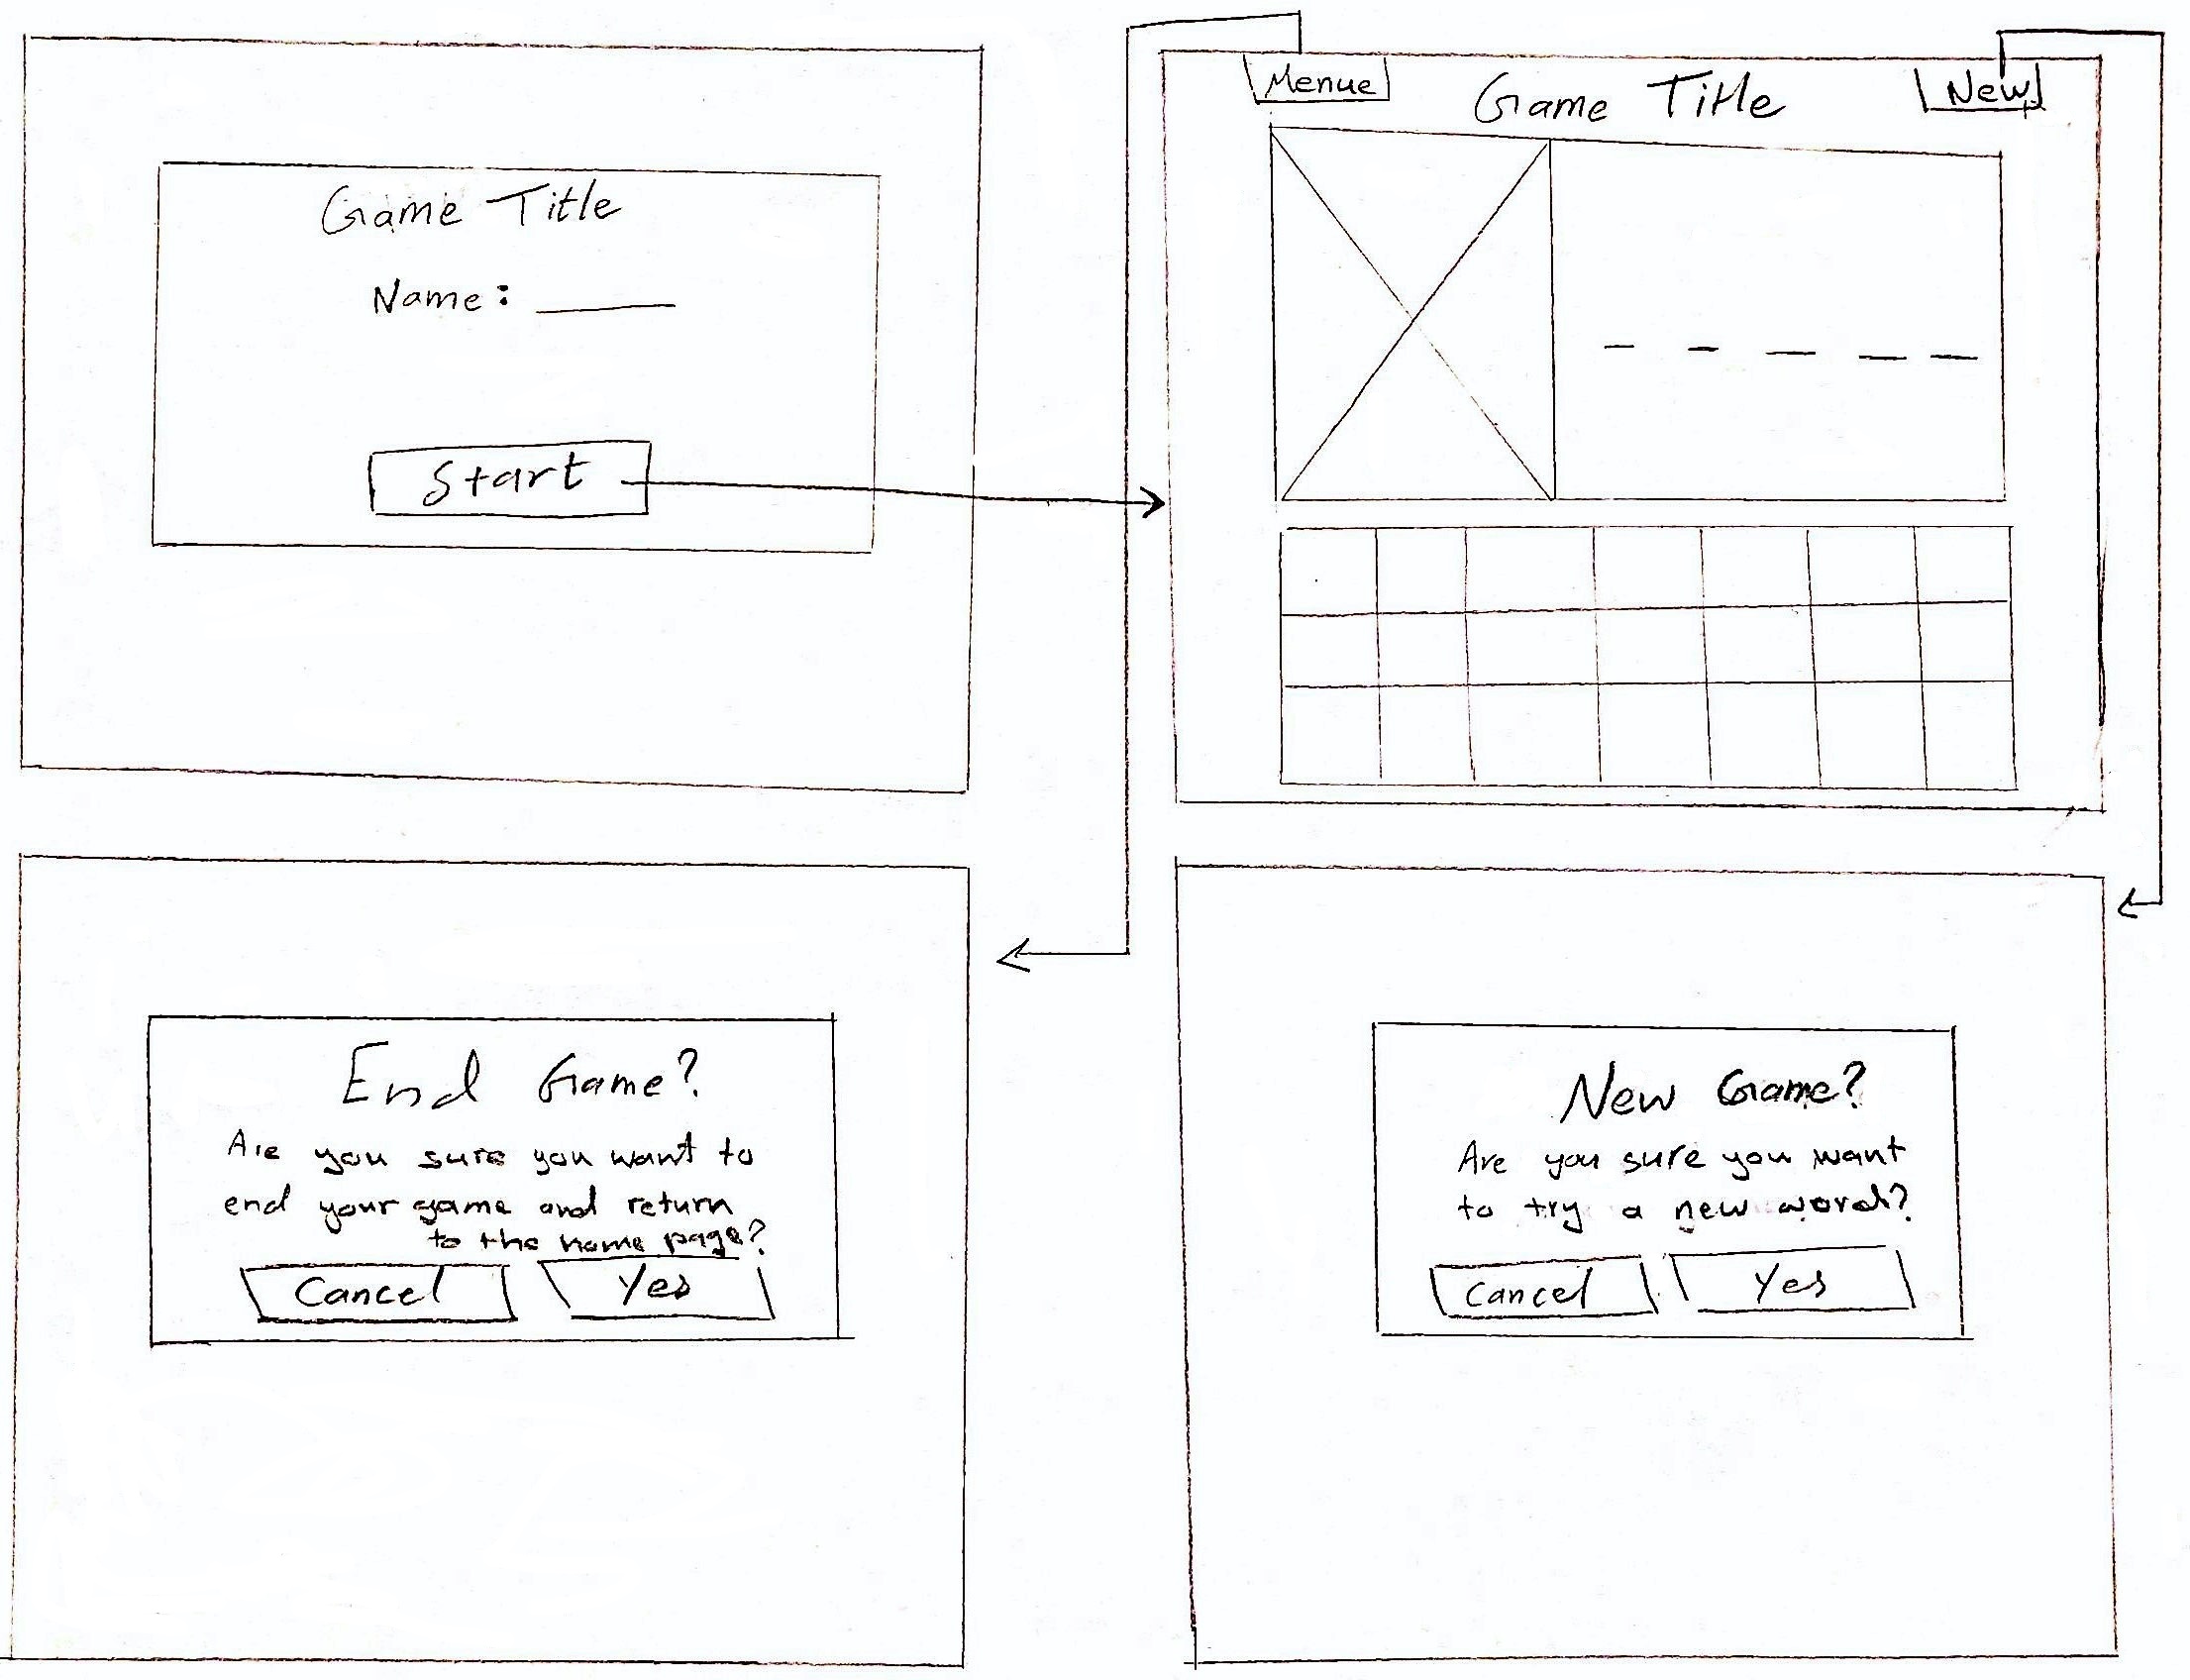 Game Title
Name: _____
Start
Menue
Game Title
New
_ _ _ _ _
End Game?
Are you sure you want to
end your game and return
to the home page?
Cancel
Yes
New Game?
Are you sure you want
to try a new word?
Cancel
Yes